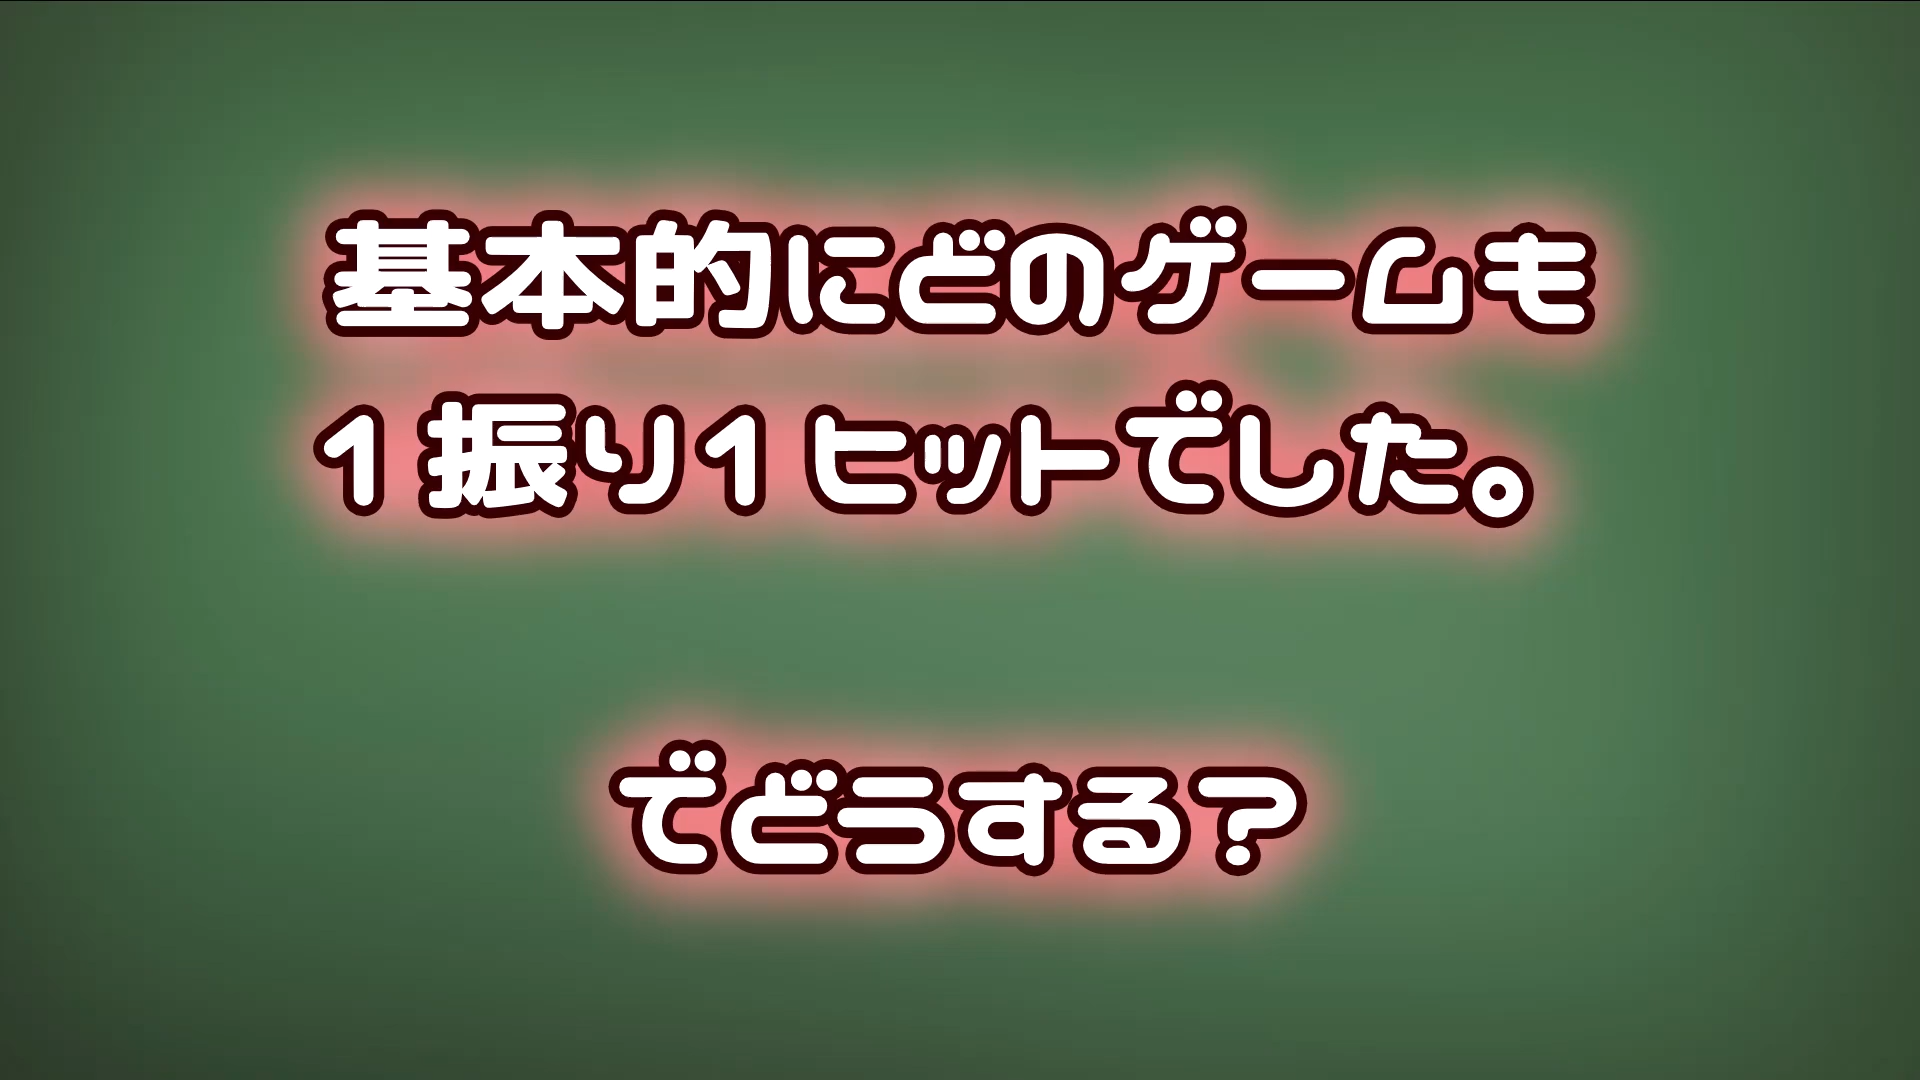 基本的にどのゲームも
1振り1ヒットでした。
でどうする？